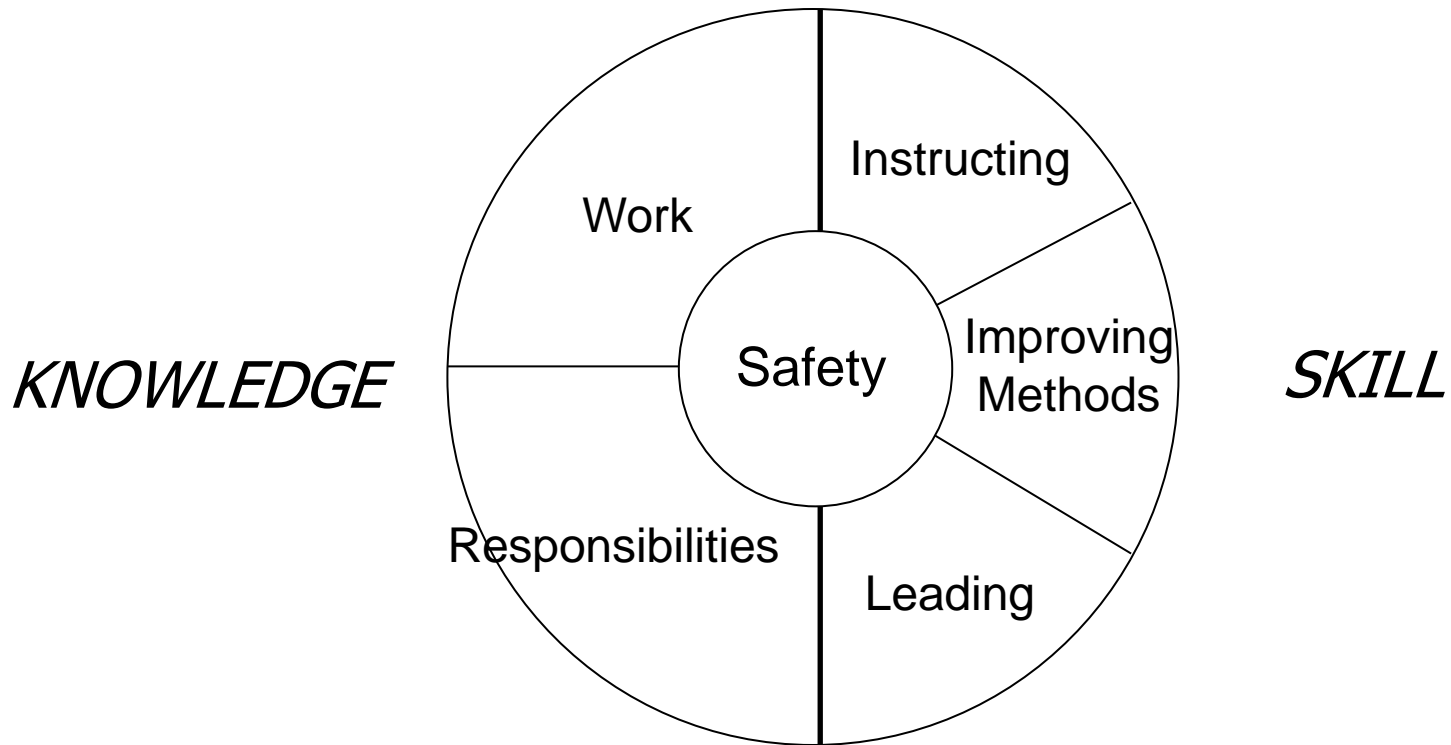 Instructing
Work
Improving
Methods
Safety
KNOWLEDGE
SKILL
Responsibilities
Leading